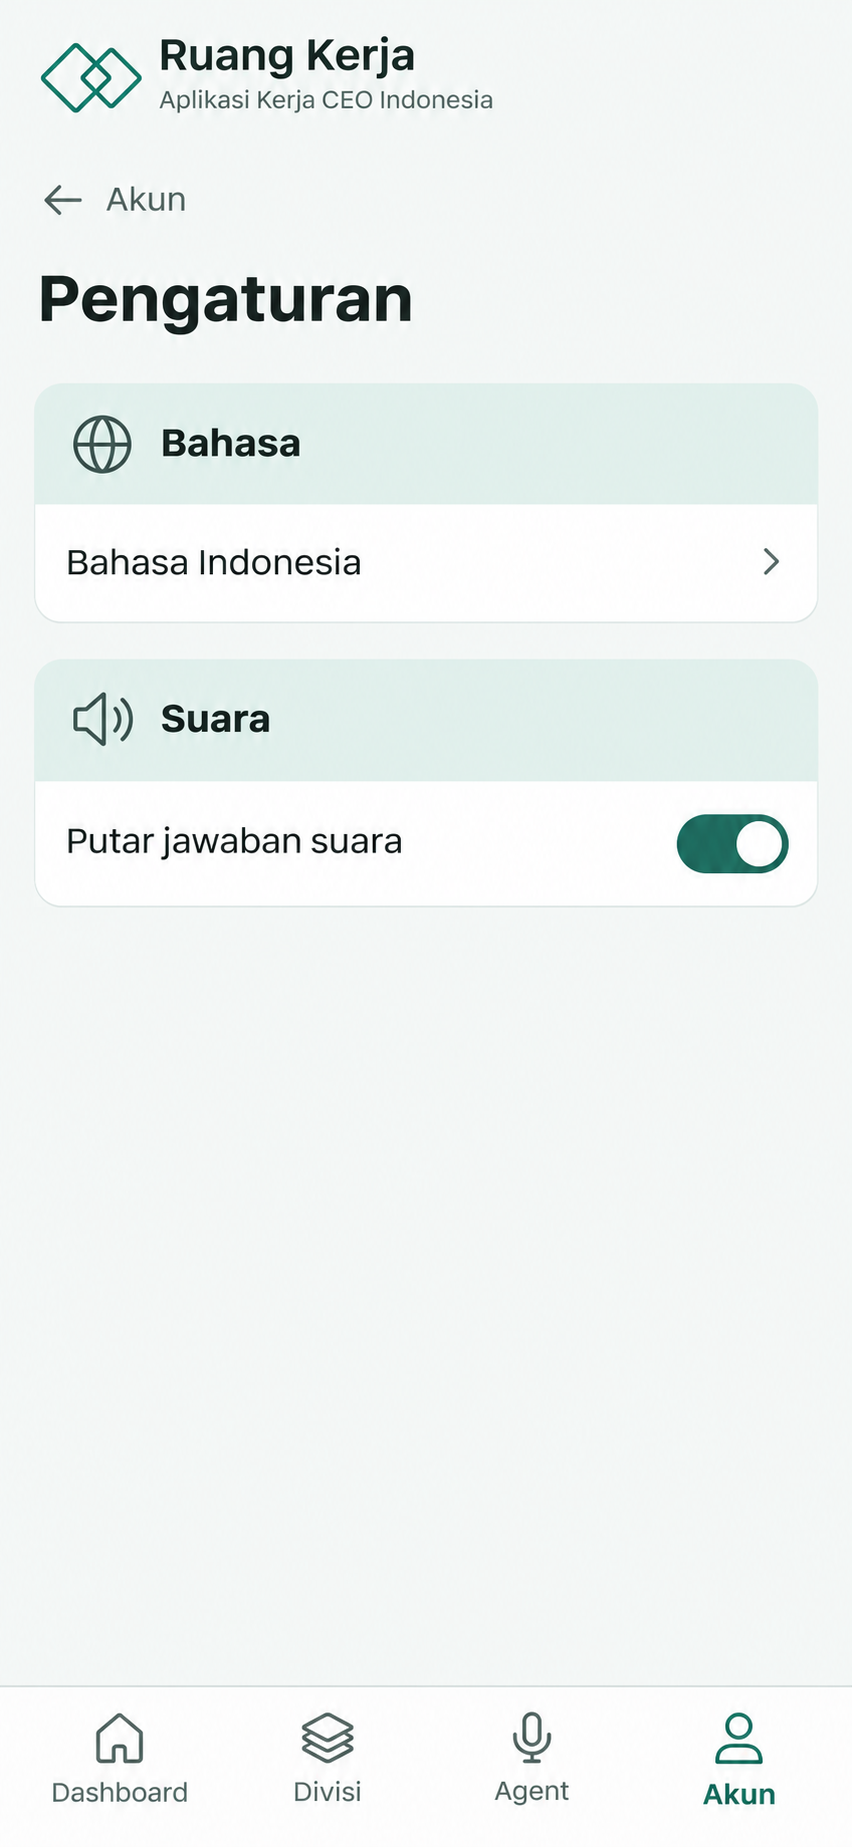 Ruang Kerja
Aplikasi Kerja CEO Indonesia
Akun
Pengaturan
Bahasa
Bahasa Indonesia
Suara
Putar jawaban suara
Dashboard
Divisi
Agent
Akun